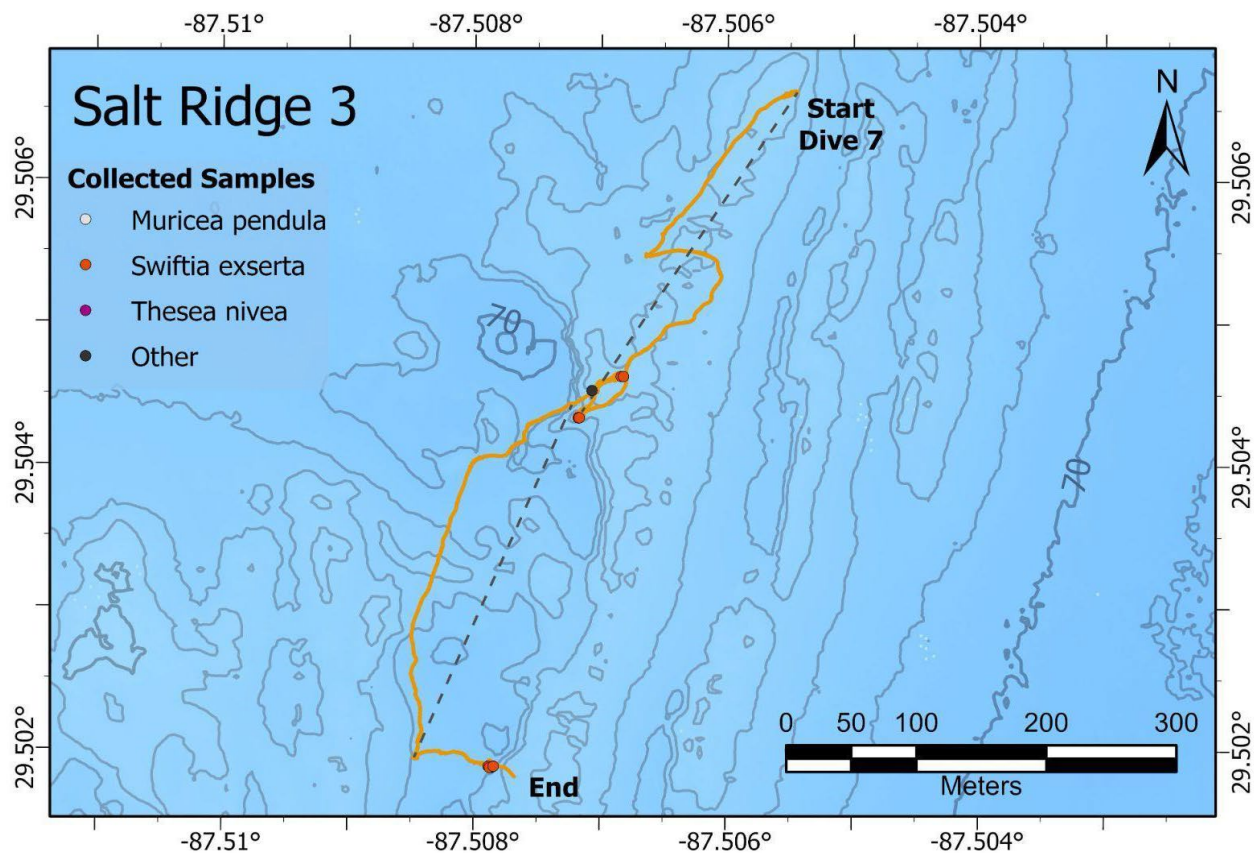 -87.51
-87.508
-87.506°
-87.504°
Salt Ridge 3
Collected Samples
Muricea pendula
Swiftia exserta
Thesea nivea
Other
Start
Dive 7
N
29.506°
29.506°
70
29.504°
29.504°
70
29.502°
29.502°
0 50 100 200 300
Meters
End
-87.51°
-87.508°
-87.506°
-87.504°